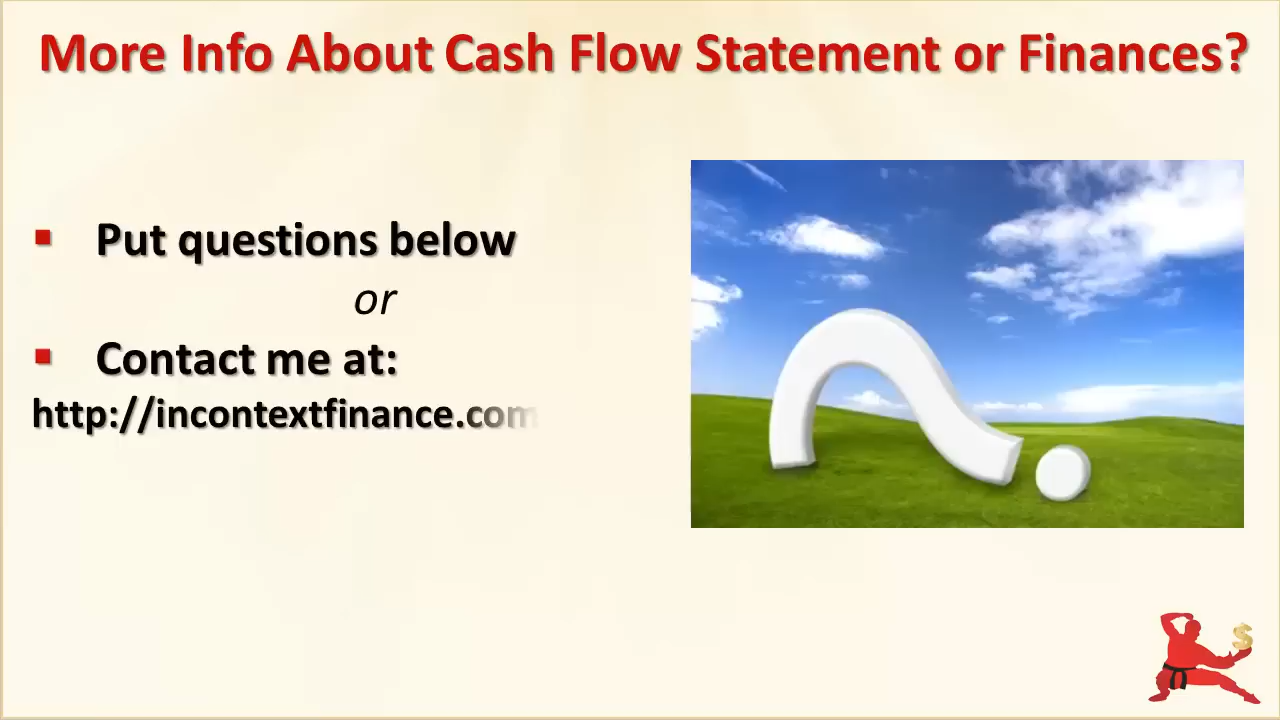 More Info About Cash Flow Statement or Finances?
Put questions below
or
Contact me at:
http://incontextfinance.com
$